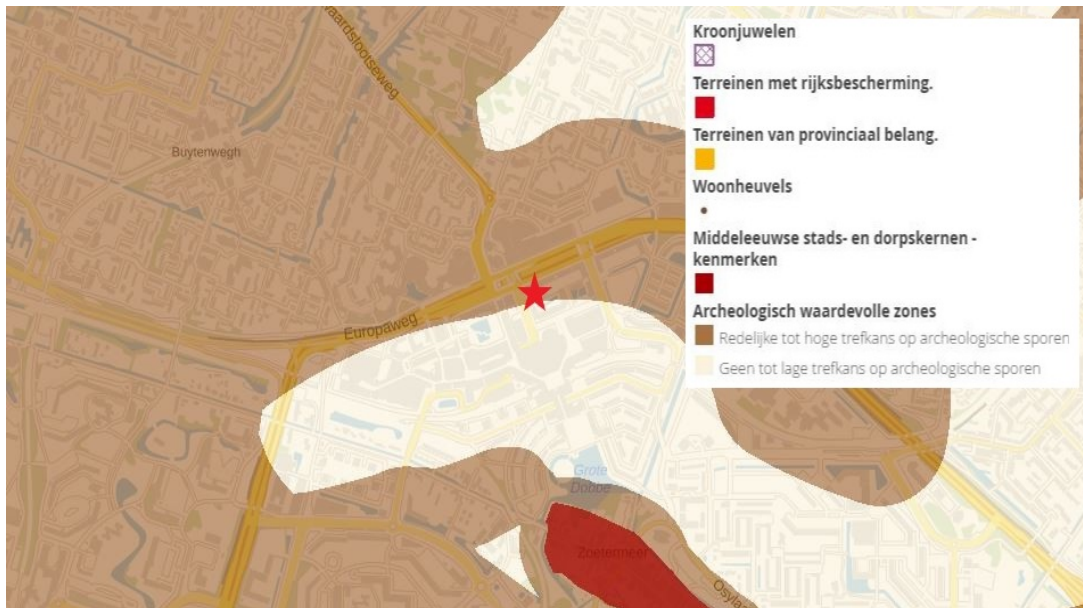 waardslootseweg
Buytenwegh
Europaweg
Grote
Dobbe
Zoetermeer
Kroonjuwelen
Terreinen met rijksbescherming.
Terreinen van provinciaal belang.
Woonheuvels
Middeleeuwse stads- en dorpskernen -
kenmerken
Archeologisch waardevolle zones
Redelijke tot hoge trefkans op archeologische sporen
Geen tot lage trefkans op archeologische sporen